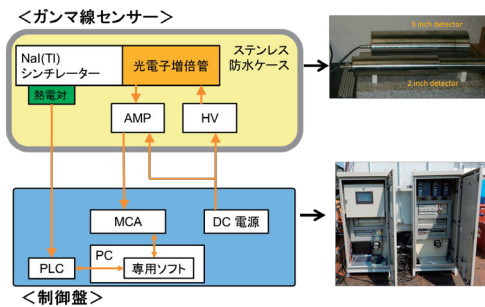 ＜ガンマ線センサー＞
NaI(Tl)
シンチレーター
光電子増倍管
ステンレス
防水ケース
熱電対
AMP
HV
5 inch detector
2 inch detector
MCA
DC 電源
PC
PLC
専用ソフト
＜制御盤＞